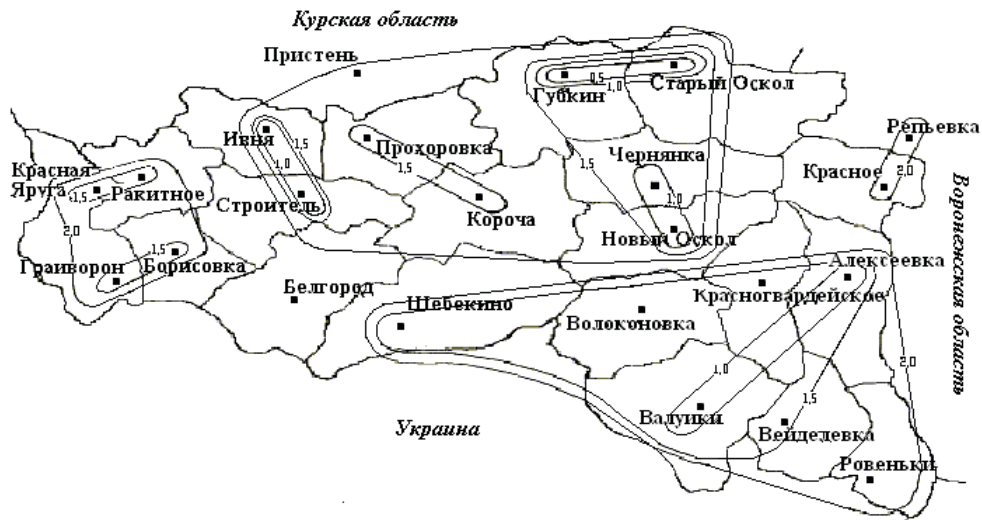 Курская область
Пристень
Губкин
0,5
1,0
Старый Оскол
Ивня
1,5
1,0
Прохоровка
1,5
1,5
Чернянка
1,0
Репьевка
Красное
2,0
Красная
Яруга
1,5
Ракитное
Строитель
Короча
Новый Оскол
2,0
1,5
Грайворон
Борисовка
Белгород
Шебекино
Волоконовка
Красногвардейское
Алексеевка
Воронежская область
2,0
1,0
1,5
Валуйки
Вейделевка
Ровеньки
Украина